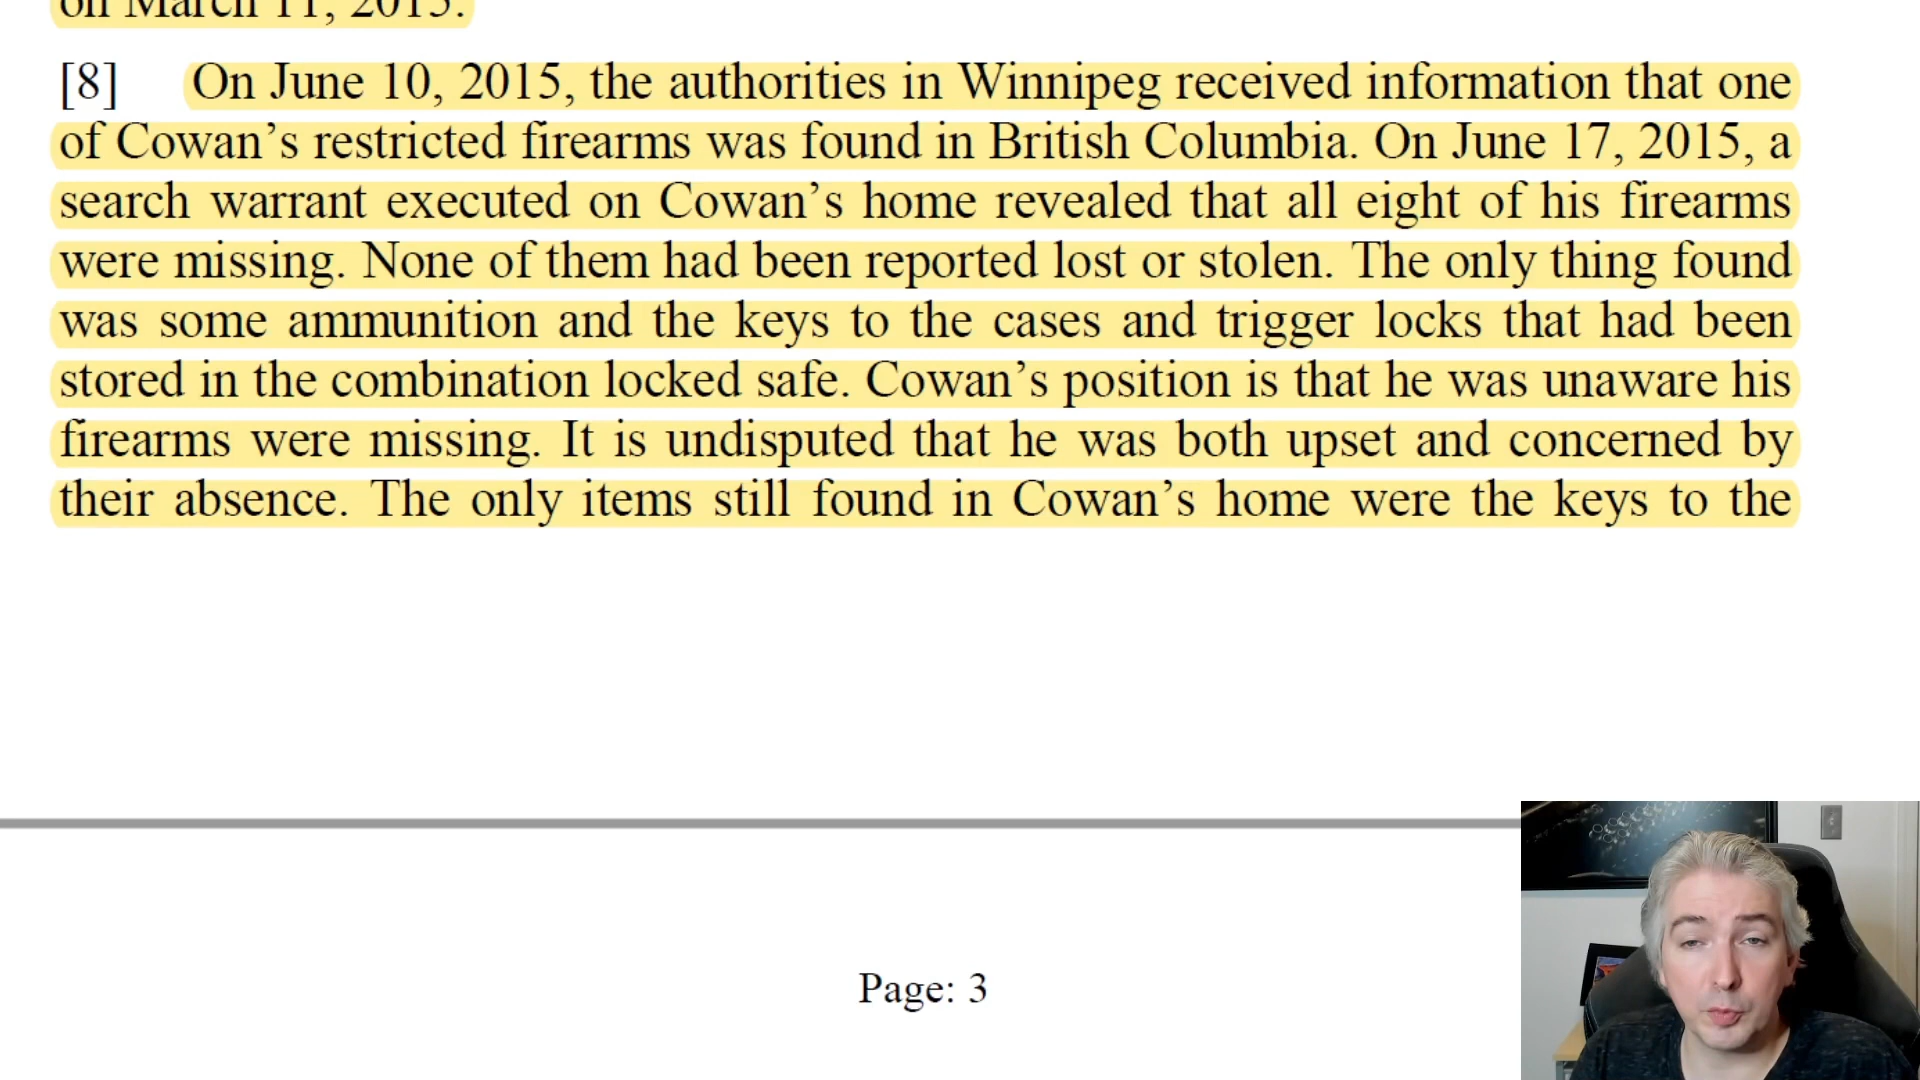 on March 11, 2015.
[8] On June 10, 2015, the authorities in Winnipeg received information that one
of Cowan’s restricted firearms was found in British Columbia. On June 17, 2015, a
search warrant executed on Cowan’s home revealed that all eight of his firearms
were missing. None of them had been reported lost or stolen. The only thing found
was some ammunition and the keys to the cases and trigger locks that had been
stored in the combination locked safe. Cowan’s position is that he was unaware his
firearms were missing. It is undisputed that he was both upset and concerned by
their absence. The only items still found in Cowan’s home were the keys to the
Page: 3